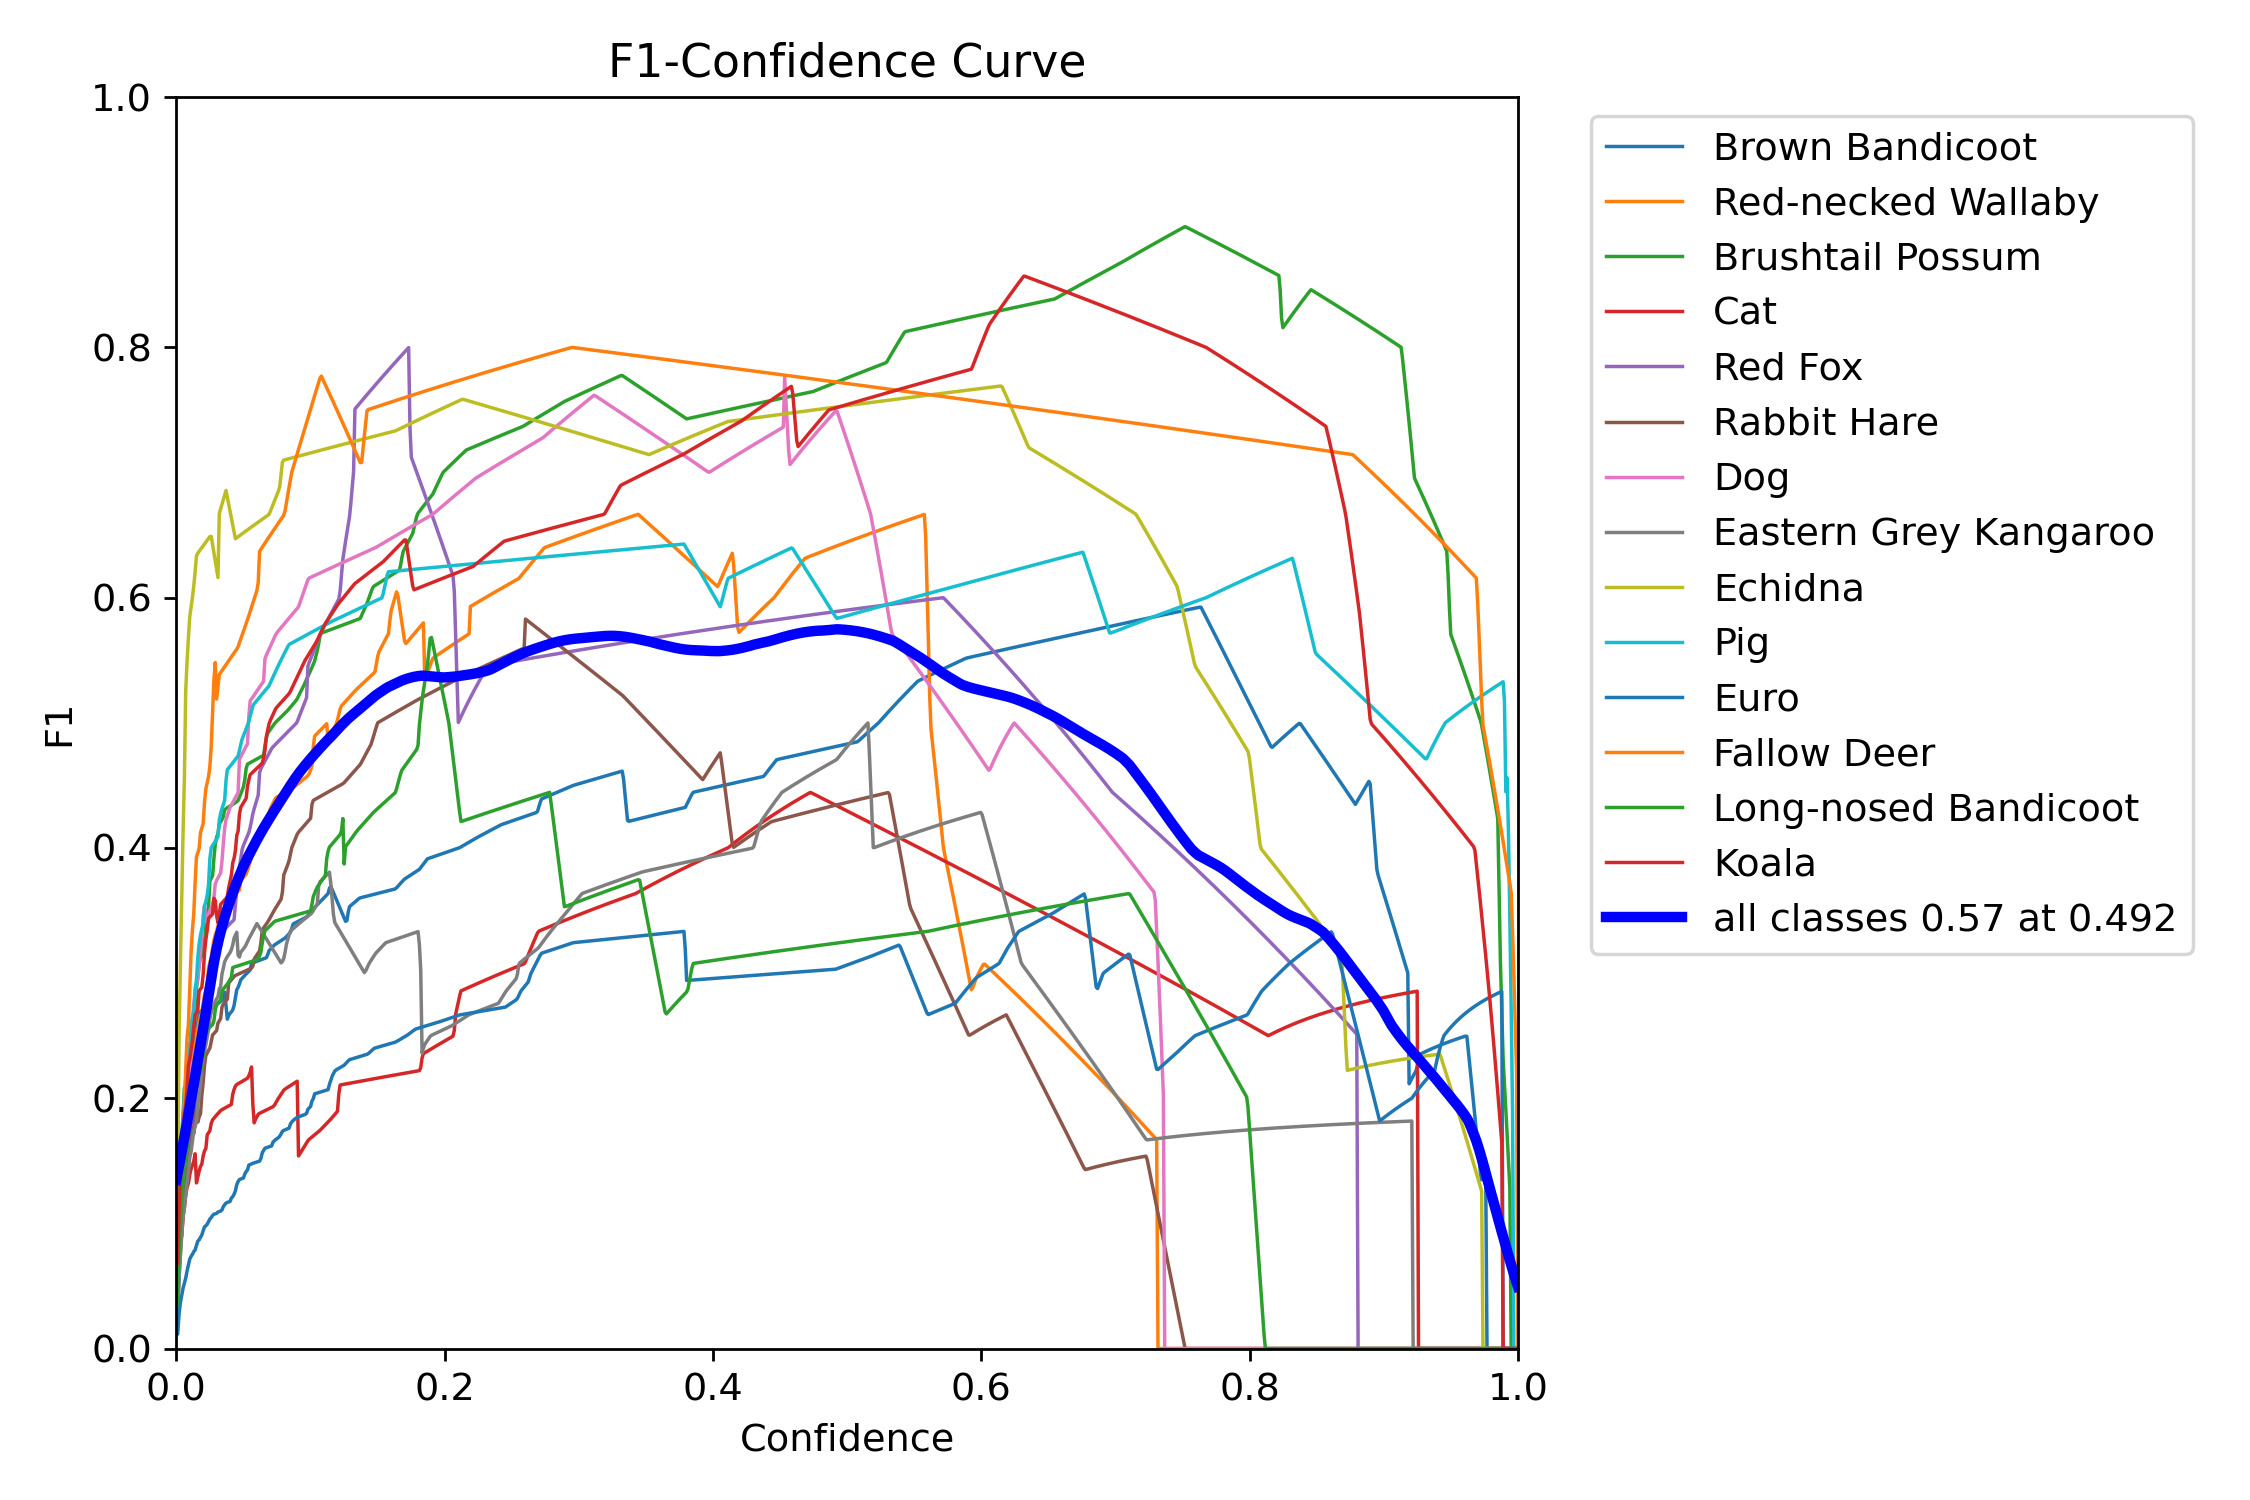 F1-Confidence Curve
1.0
0.8
0.6
0.4
0.2
0.0
F1
0.0 0.2 0.4 0.6 0.8 1.0
Confidence
Brown Bandicoot
Red-necked Wallaby
Brushtail Possum
Cat
Red Fox
Rabbit Hare
Dog
Eastern Grey Kangaroo
Echidna
Pig
Euro
Fallow Deer
Long-nosed Bandicoot
Koala
all classes 0.57 at 0.492